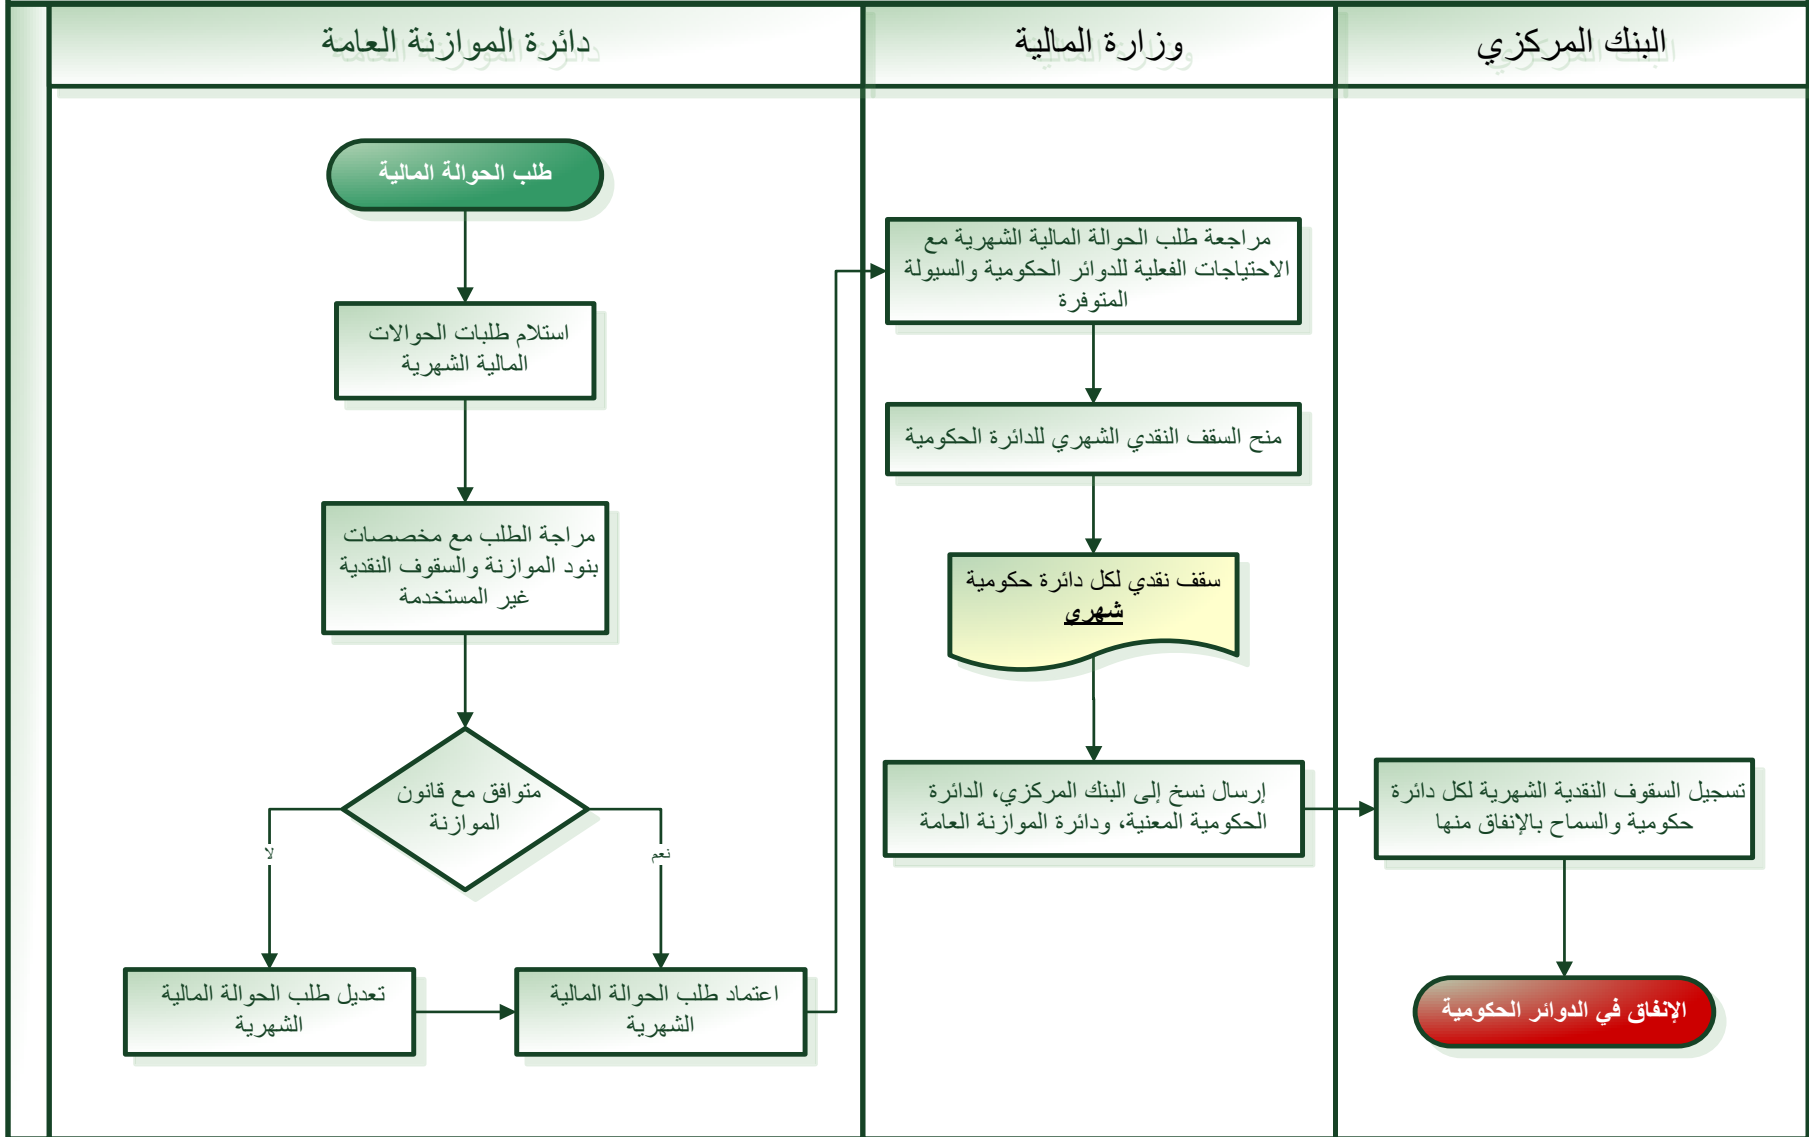 دائرة الموازنة العامة
وزارة المالية
البنك المركزي
طلب الحوالة المالية
استلام طلبات الحوالات
المالية الشهرية
مراجة الطلب مع مخصصات
بنود الموازنة والسقوف النقدية
غير المستخدمة
متوافق مع قانون
الموازنة
لا
نعم
تعديل طلب الحوالة المالية
الشهرية
اعتماد طلب الحوالة المالية
الشهرية
مراجعة طلب الحوالة المالية الشهرية مع
الاحتياجات الفعلية للدوائر الحكومية والسيولة
المتوفرة
منح السقف النقدي الشهري للدائرة الحكومية
سقف نقدي لكل دائرة حكومية
شهري
إرسال نسخ إلى البنك المركزي، الدائرة
الحكومية المعنية، ودائرة الموازنة العامة
تسجيل السقوف النقدية الشهرية لكل دائرة
حكومية والسماح بالإنفاق منها
الإنفاق في الدوائر الحكومية